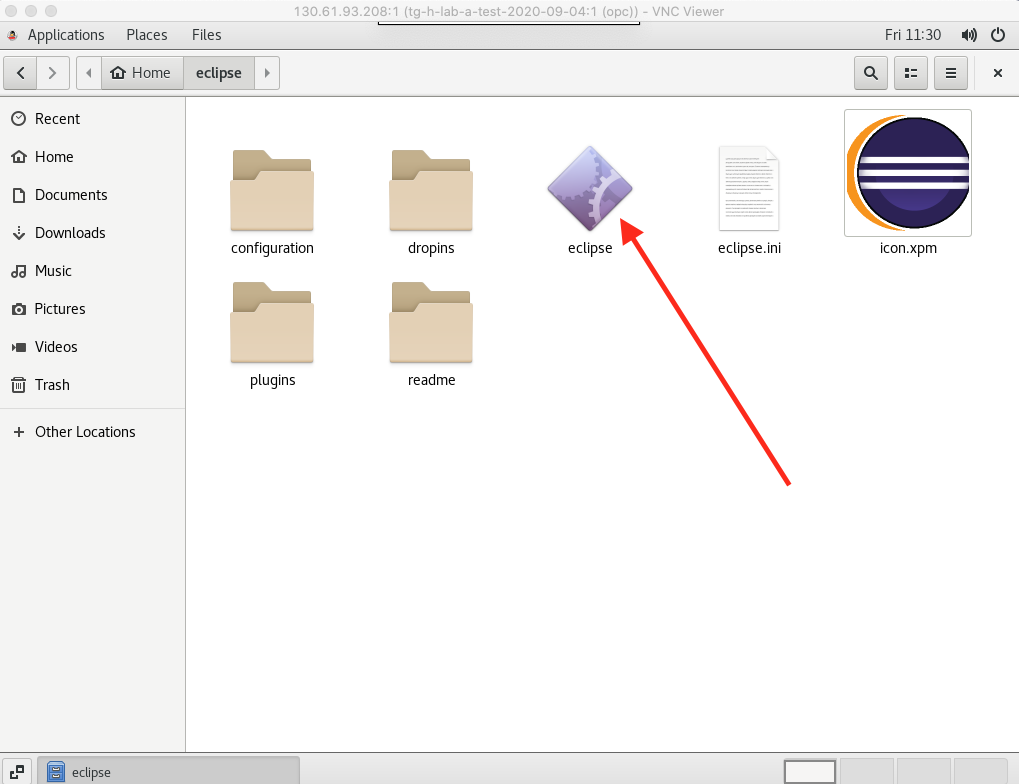 130.61.93.208:1 (tg-h-lab-a-test-2020-09-04:1 (opc)) - VNC Viewer
Applications Places Files Fri 11:30
Home eclipse
Recent
Home
Documents
Downloads
Music
Pictures
Videos
Trash
Other Locations
configuration dropins eclipse eclipse.ini icon.xpm
plugins readme
eclipse